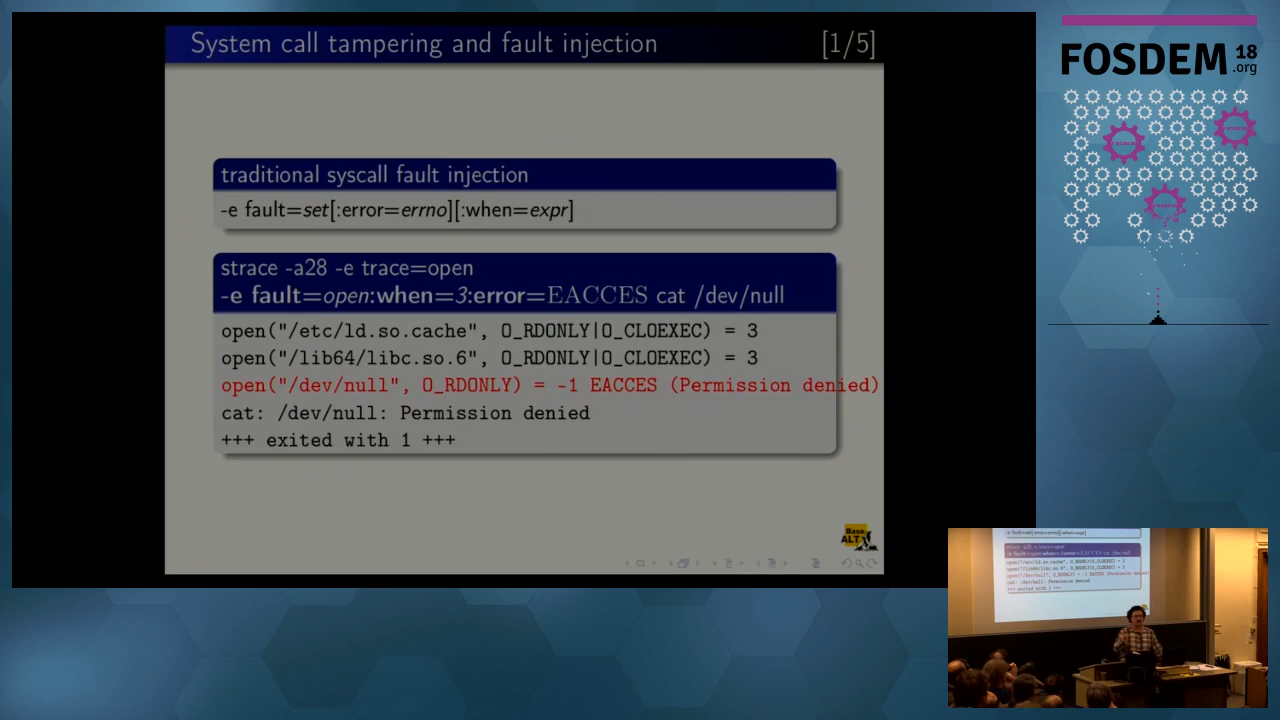 System call tampering and fault injection [1/5]
traditional syscall fault injection
-e fault=set[:error=errno][:when=expr]
strace -a28 -e trace=open
-e fault=open:when=3:error=EACCES cat /dev/null
open("/etc/ld.so.cache", O_RDONLY|O_CLOEXEC) = 3
open("/lib64/libc.so.6", O_RDONLY|O_CLOEXEC) = 3
open("/dev/null", O_RDONLY) = -1 EACCES (Permission denied)
cat: /dev/null: Permission denied
+++ exited with 1 +++
Base
ALT
FOSDEM 18
.org